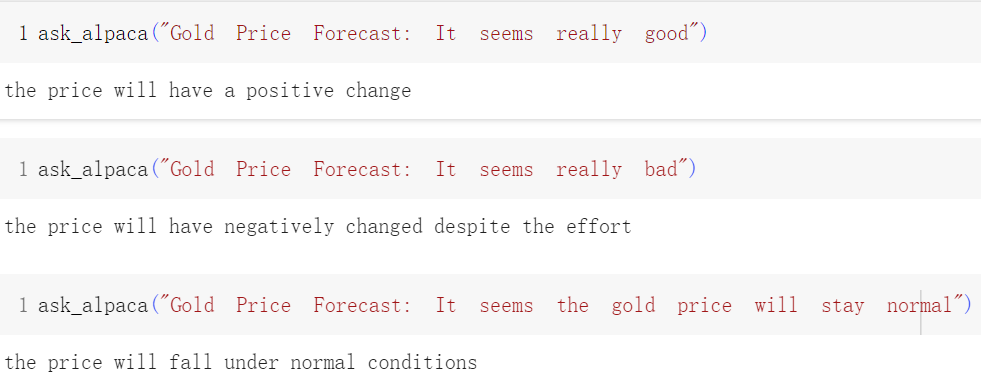 1 ask_alpaca("Gold Price Forecast: It seems really good")
the price will have a positive change
1 ask_alpaca("Gold Price Forecast: It seems really bad")
the price will have negatively changed despite the effort
1 ask_alpaca("Gold Price Forecast: It seems the gold price will stay normal")
the price will fall under normal conditions